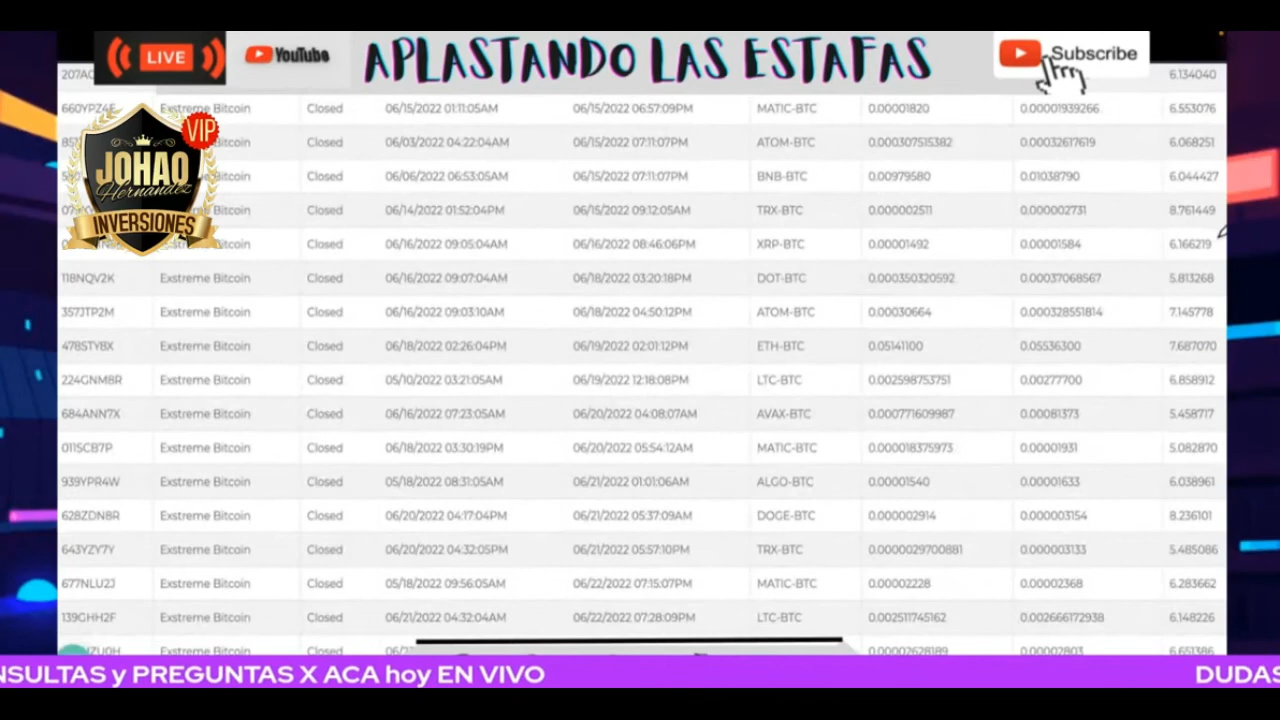 LIVE YouTube APLASTANDO LAS ESTAFAS Subscribe
6.134040
660YPZ4E Exstreme Bitcoin Closed 06/15/2022 01:11:05AM 06/15/2022 06:57:09PM MATIC-BTC 0.00001820 0.00001939266 6.553076
Closed 06/03/2022 04:22:04AM 06/15/2022 07:11:07PM ATOM-BTC 0.000307515382 0.00032617619 6.068251
VIP
JOHAO
Hernandez
INVERSIONES
Bitcoin Closed 06/06/2022 06:53:05AM 06/15/2022 07:11:07PM BNB-BTC 0.00979580 0.01038790 6.044427
Bitcoin Closed 06/14/2022 01:52:04PM 06/15/2022 09:12:05AM TRX-BTC 0.000002511 0.000002731 8.761449
Bitcoin Closed 06/16/2022 09:05:04AM 06/16/2022 08:46:06PM XRP-BTC 0.00001492 0.00001584 6.166219
118NQV2K Exstreme Bitcoin Closed 06/16/2022 09:07:04AM 06/18/2022 03:20:18PM DOT-BTC 0.000350320592 0.00037068567 5.813268
357JTP2M Exstreme Bitcoin Closed 06/16/2022 09:03:10AM 06/18/2022 04:50:12PM ATOM-BTC 0.00030664 0.000328551814 7.145778
478STY8X Exstreme Bitcoin Closed 06/18/2022 02:26:04PM 06/19/2022 02:01:12PM ETH-BTC 0.05141100 0.05536300 7.687070
224GNM8R Exstreme Bitcoin Closed 05/10/2022 03:21:05AM 06/19/2022 12:18:08PM LTC-BTC 0.002598753751 0.00277700 6.858912
684ANN7X Exstreme Bitcoin Closed 06/16/2022 07:23:05AM 06/20/2022 04:08:07AM AVAX-BTC 0.000771609987 0.00081373 5.458717
011SCB7P Exstreme Bitcoin Closed 06/18/2022 03:30:19PM 06/20/2022 05:54:12AM MATIC-BTC 0.000018375973 0.00001931 5.082870
939YPR4W Exstreme Bitcoin Closed 05/18/2022 08:31:05AM 06/21/2022 01:01:06AM ALGO-BTC 0.00001540 0.00001633 6.038961
628ZDN8R Exstreme Bitcoin Closed 06/20/2022 04:17:04PM 06/21/2022 05:37:09AM DOGE-BTC 0.000002914 0.000003154 8.236101
643YZY7Y Exstreme Bitcoin Closed 06/20/2022 04:32:05PM 06/21/2022 05:57:10PM TRX-BTC 0.0000029700881 0.000003133 5.485086
677NLU2J Exstreme Bitcoin Closed 05/18/2022 09:56:05AM 06/22/2022 07:15:07PM MATIC-BTC 0.00002228 0.00002368 6.283662
139GHH2F Exstreme Bitcoin Closed 06/21/2022 04:32:04AM 06/22/2022 07:28:09PM LTC-BTC 0.002511745162 0.002666172938 6.148226
Exstreme Bitcoin Closed 0.00002628189 0.00002803 6.651386
NSULTAS y PREGUNTAS X ACA hoy EN VIVO DUDAS